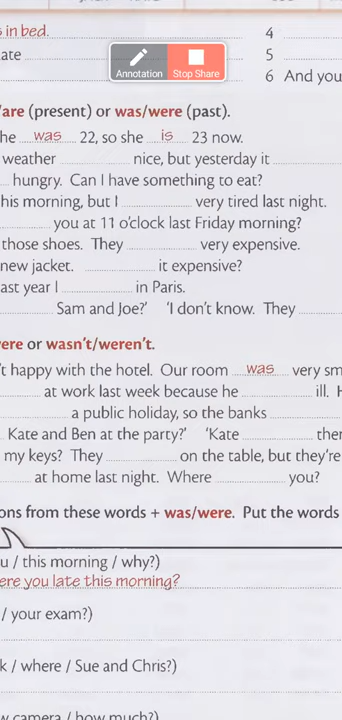 s in bed.
4
ate
5
6 And you
Annotation Stop Share
/are (present) or was/were (past).
he was 22, so she is 23 now.
weather nice, but yesterday it
hungry. Can I have something to eat?
his morning, but I very tired last night.
you at 11 o'clock last Friday morning?
those shoes. They very expensive.
new jacket. it expensive?
ast year I in Paris.
Sam and Joe?' 'I don't know. They
ere or wasn't/weren't.
't happy with the hotel. Our room was very sm
at work last week because he ill. H
a public holiday, so the banks
Kate and Ben at the party?' 'Kate ther
my keys? They on the table, but they're
at home last night. Where you?
ons from these words + was/were. Put the words
u / this morning / why?)
ere you late this morning?
/ your exam?)
k / where / Sue and Chris?)
w camera / how much?)